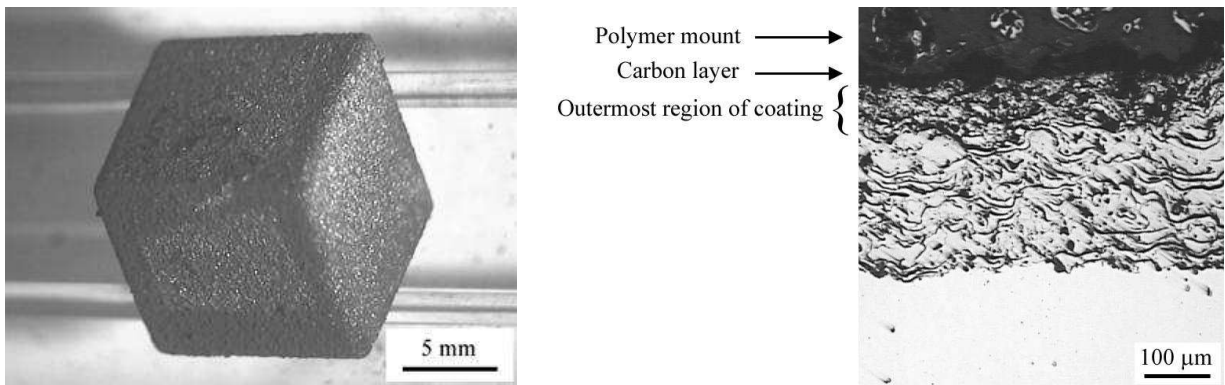 Polymer mount
Carbon layer
Outermost region of coating
5 mm
100 μm